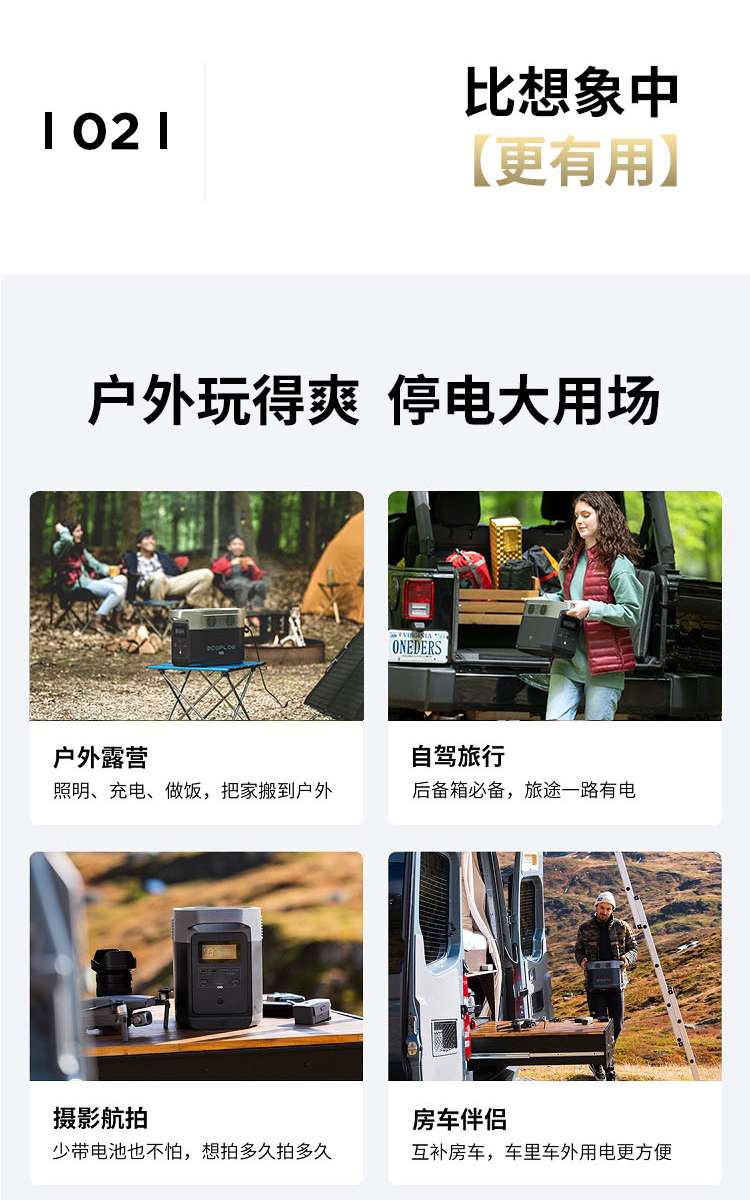 02
比想象中
【更有用】
户外玩得爽 停电大用场
ECOFLOW
VIRGINIA
ONEDERS
户外露营
照明、充电、做饭，把家搬到户外
自驾旅行
后备箱必备，旅途一路有电
摄影航拍
少带电池也不怕，想拍多久拍多久
房车伴侣
互补房车，车里车外用电更方便